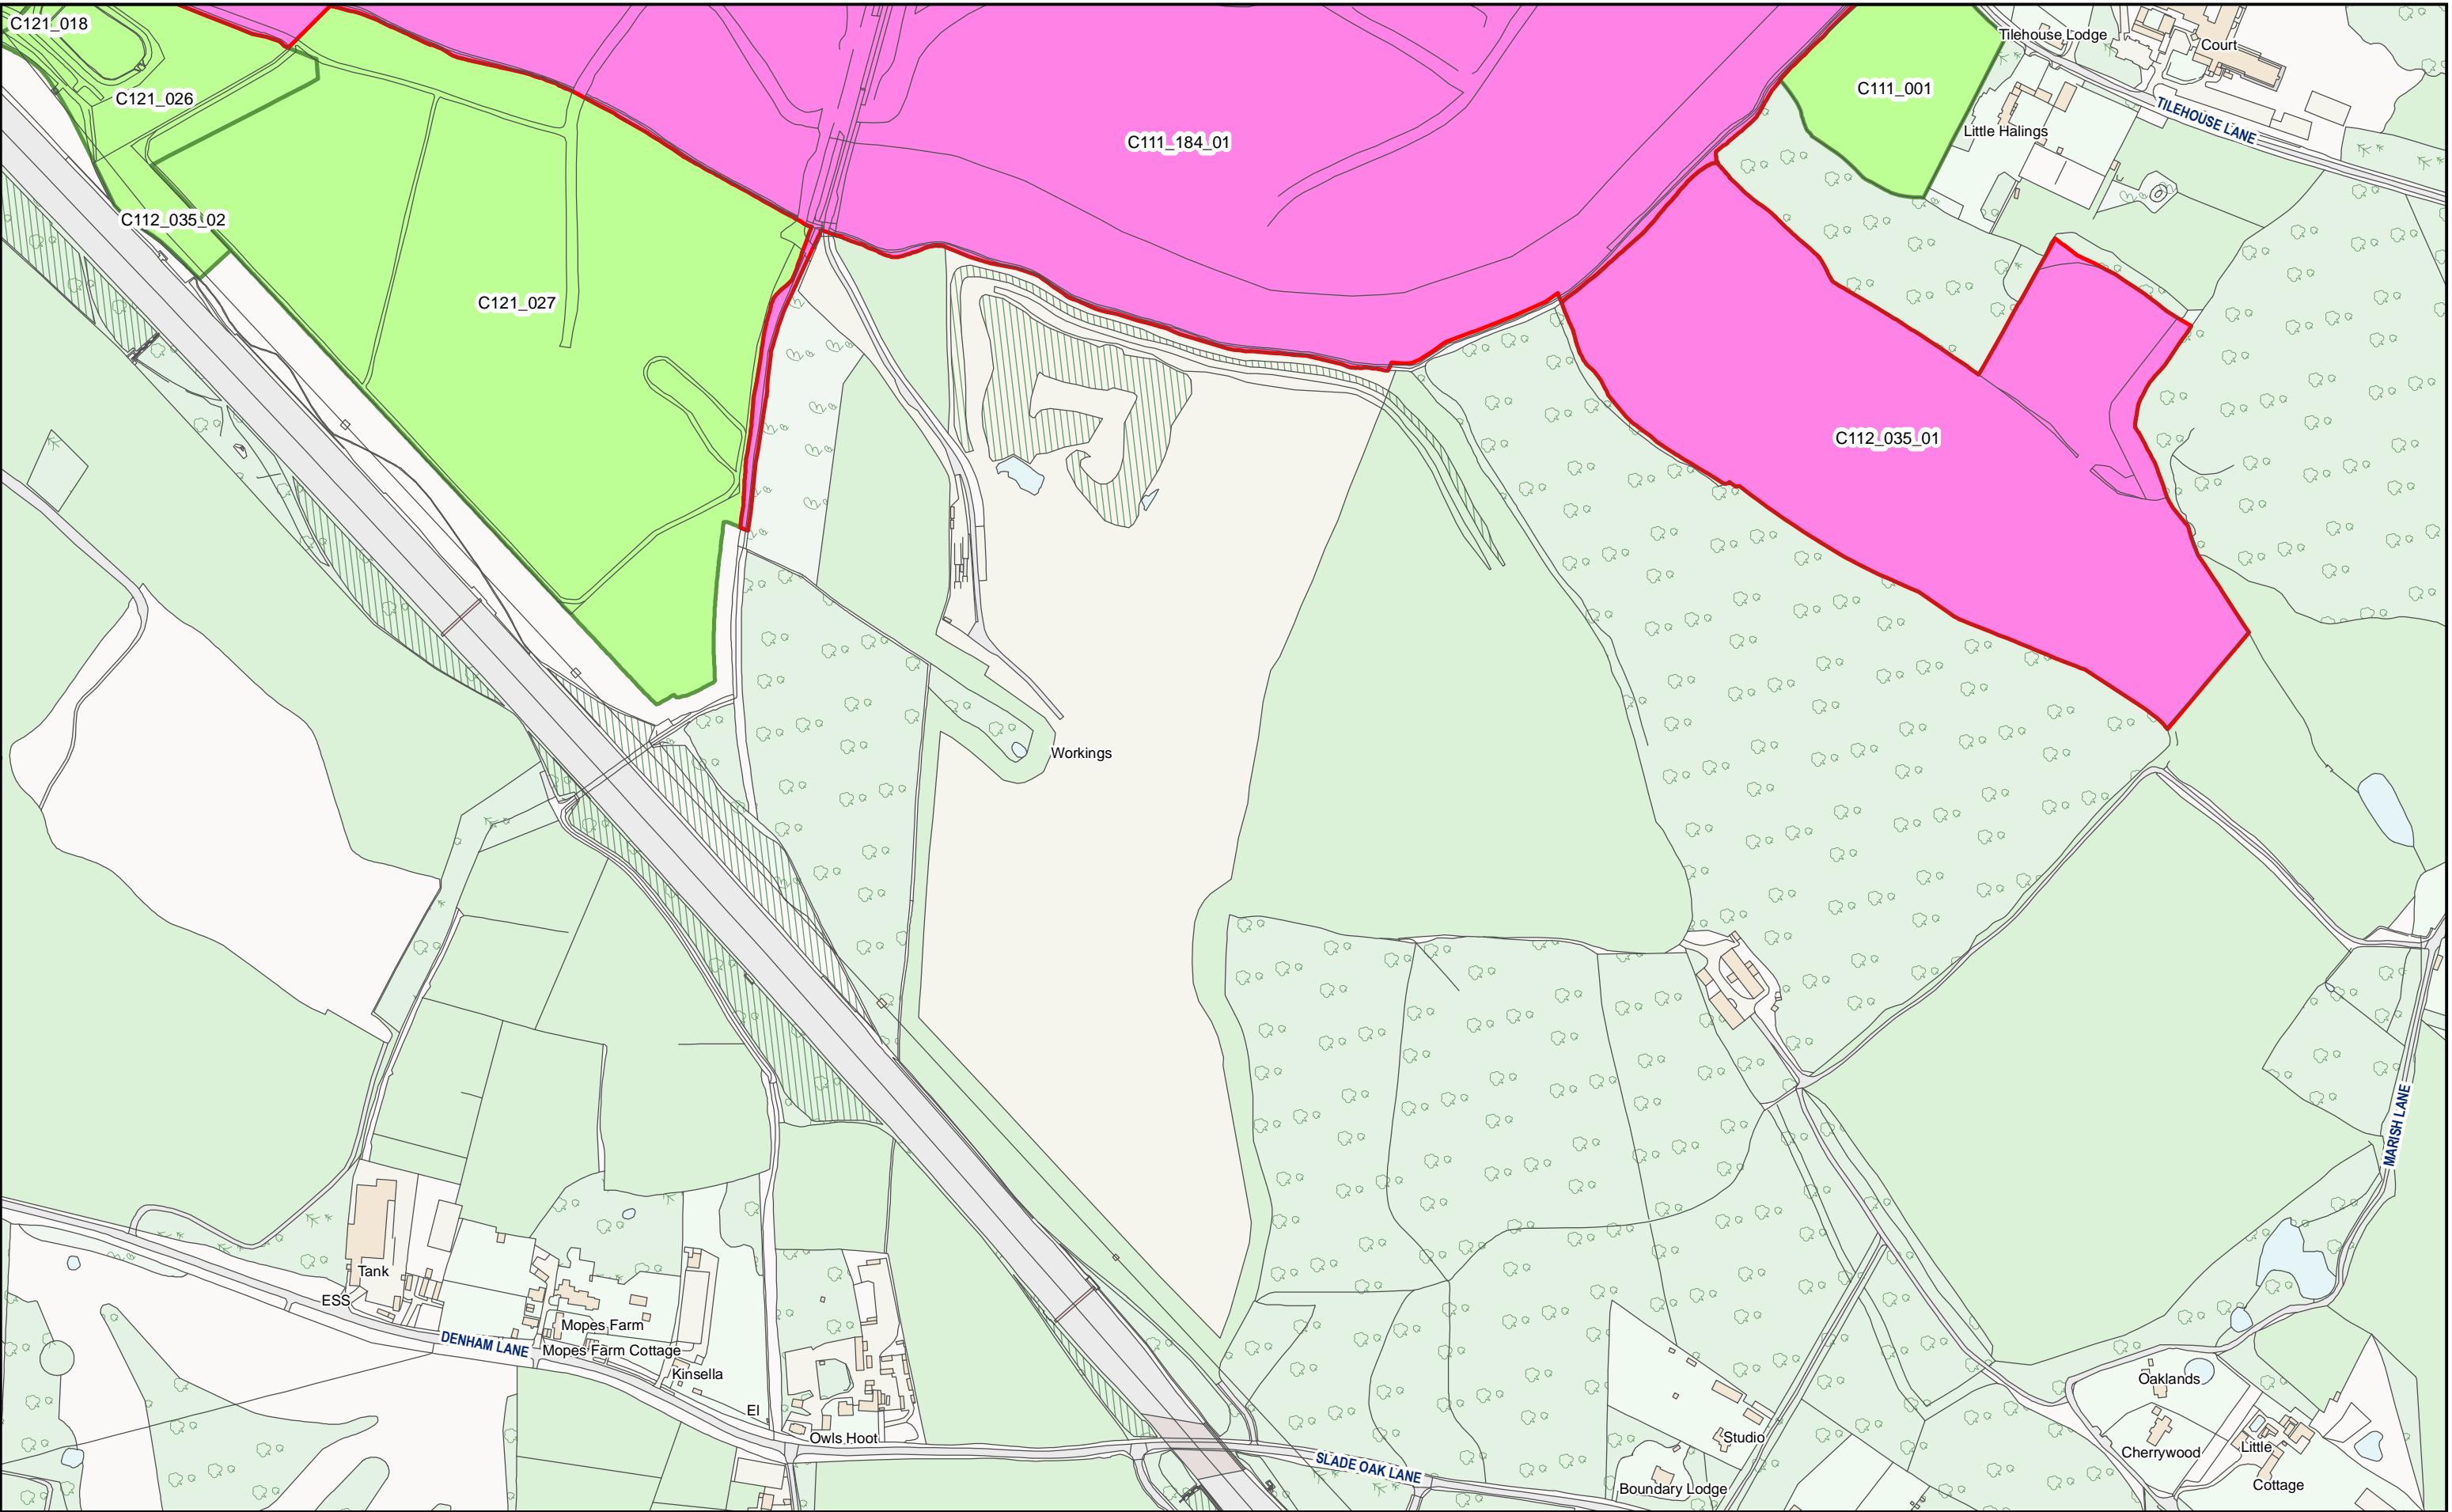 C121_018
Tilehouse Lodge
Court
C121_026
C111_001
TILEHOUSE LANE
Little Halings
C111_184_01
C112_035_02
C121_027
C112_035_01
Workings
MARISH LANE
Tank
ESS
Mopes Farm
DENHAM LANE
Mopes Farm Cottage
Kinsella
El
Owls Hoot
Oaklands
Studio
Cherrywood
Little
Cottage
SLADE OAK LANE
Boundary Lodge